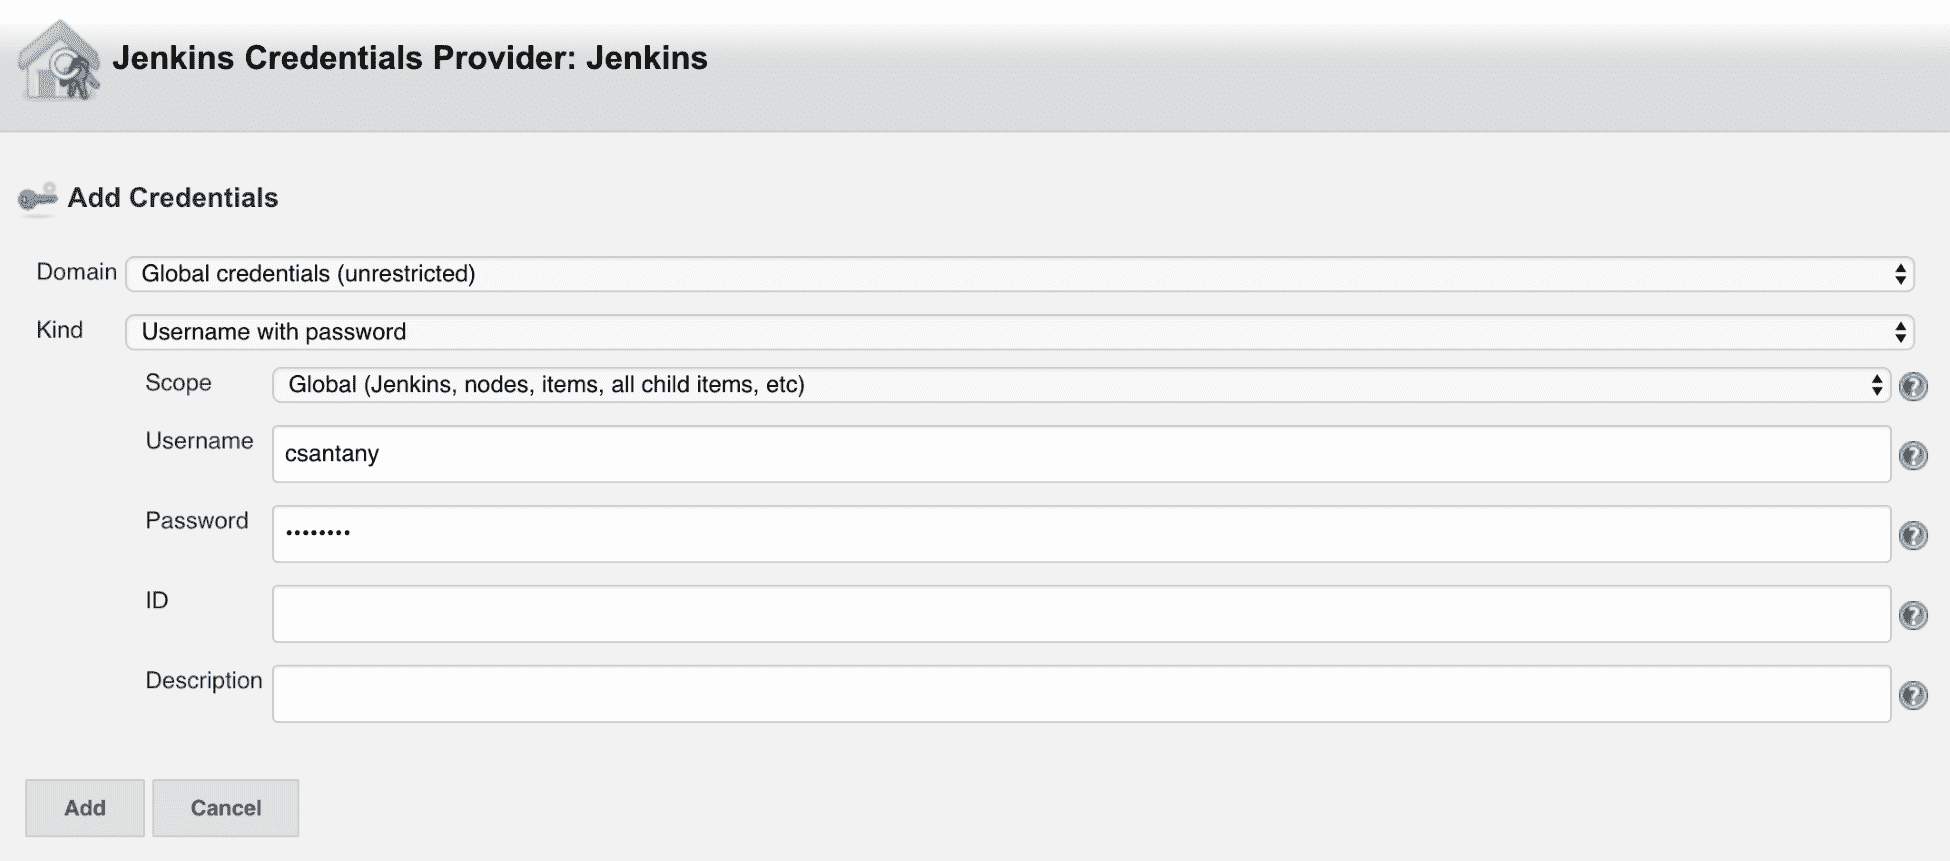 Jenkins Credentials Provider: Jenkins
Add Credentials
Domain Global credentials (unrestricted)
Kind Username with password
Scope Global (Jenkins, nodes, items, all child items, etc) ?
Username csantany ?
Password •••••••• ?
ID ?
Description ?
Add Cancel